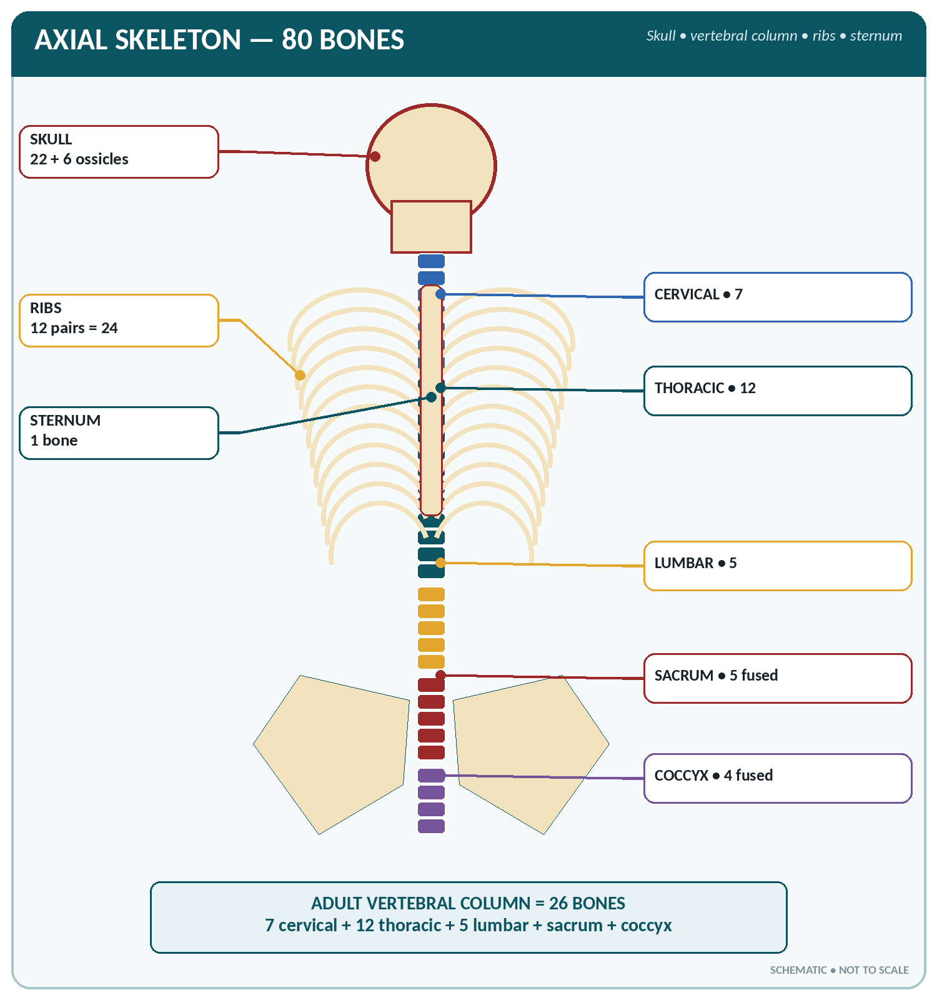 AXIAL SKELETON — 80 BONES
Skull • vertebral column • ribs • sternum
SKULL
22 + 6 ossicles
RIBS
12 pairs = 24
STERNUM
1 bone
CERVICAL • 7
THORACIC • 12
LUMBAR • 5
SACRUM • 5 fused
COCCYX • 4 fused
ADULT VERTEBRAL COLUMN = 26 BONES
7 cervical + 12 thoracic + 5 lumbar + sacrum + coccyx
SCHEMATIC • NOT TO SCALE